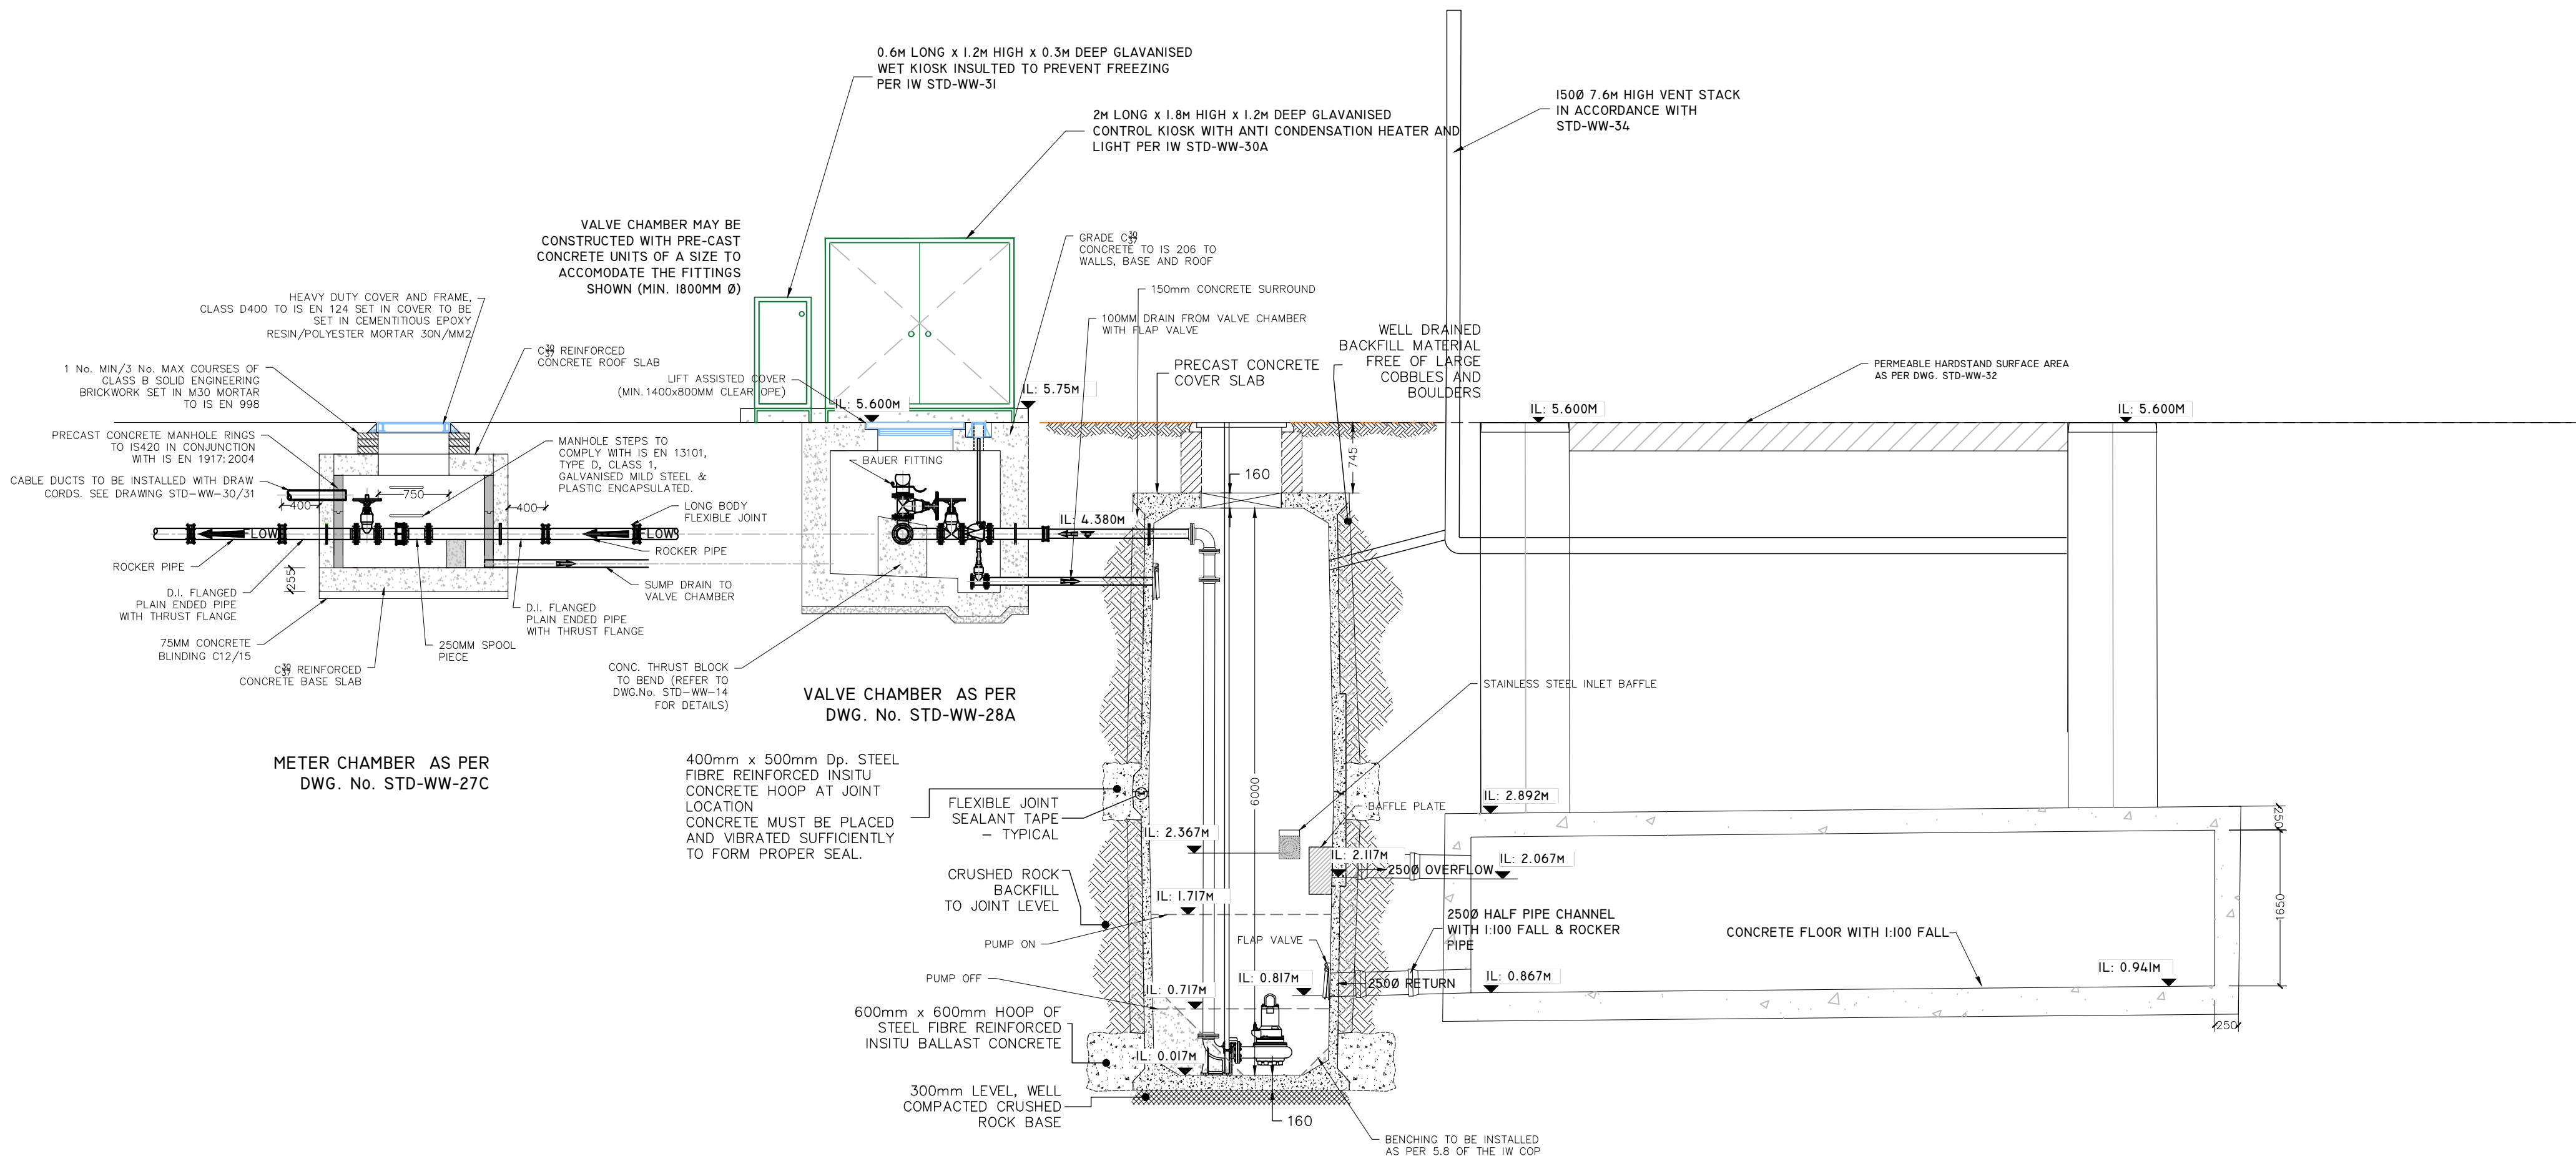 0.6M LONG x 1.2M HIGH x 0.3M DEEP GLAVANISED
WET KIOSK INSULTED TO PREVENT FREEZING
PER IW STD-WW-31
2M LONG x 1.8M HIGH x 1.2M DEEP GLAVANISED
CONTROL KIOSK WITH ANTI CONDENSATION HEATER AND
LIGHT PER IW STD-WW-30A
150Ø 7.6M HIGH VENT STACK
IN ACCORDANCE WITH
STD-WW-34
VALVE CHAMBER MAY BE
CONSTRUCTED WITH PRE-CAST
CONCRETE UNITS OF A SIZE TO
ACCOMODATE THE FITTINGS
SHOWN (MIN. 1800MM Ø)
GRADE C30/37
CONCRETE TO IS 206 TO
WALLS, BASE AND ROOF
150mm CONCRETE SURROUND
100MM DRAIN FROM VALVE CHAMBER
WITH FLAP VALVE
WELL DRAINED
BACKFILL MATERIAL
FREE OF LARGE
COBBLES AND
BOULDERS
PRECAST CONCRETE
COVER SLAB
PERMEABLE HARDSTAND SURFACE AREA
AS PER DWG. STD-WW-32
HEAVY DUTY COVER AND FRAME,
CLASS D400 TO IS EN 124 SET IN COVER TO BE
SET IN CEMENTITIOUS EPOXY
RESIN/POLYESTER MORTAR 30N/MM2
C30/37 REINFORCED
CONCRETE ROOF SLAB
1 No. MIN/3 No. MAX COURSES OF
CLASS B SOLID ENGINEERING
BRICKWORK SET IN M30 MORTAR
TO IS EN 998
LIFT ASSISTED COVER
(MIN.1400x800MM CLEAR OPE)
IL: 5.600M
IL: 5.75M
IL: 5.600M
IL: 5.600M
PRECAST CONCRETE MANHOLE RINGS
TO IS420 IN CONJUNCTION
WITH IS EN 1917:2004
MANHOLE STEPS TO
COMPLY WITH IS EN 13101,
TYPE D, CLASS 1,
GALVANISED MILD STEEL &
PLASTIC ENCAPSULATED.
BAUER FITTING
CABLE DUCTS TO BE INSTALLED WITH DRAW
CORDS. SEE DRAWING STD-WW-30/31
400
750
400
160
745
LONG BODY
FLEXIBLE JOINT
FLOW
FLOW
IL: 4.380M
ROCKER PIPE
ROCKER PIPE
255
D.I. FLANGED
PLAIN ENDED PIPE
WITH THRUST FLANGE
SUMP DRAIN TO
VALVE CHAMBER
D.I. FLANGED
PLAIN ENDED PIPE
WITH THRUST FLANGE
75MM CONCRETE
BLINDING C12/15
250MM SPOOL
PIECE
C30/37 REINFORCED
CONCRETE BASE SLAB
CONC. THRUST BLOCK
TO BEND (REFER TO
DWG.No. STD-WW-14
FOR DETAILS)
VALVE CHAMBER AS PER
DWG. No. STD-WW-28A
METER CHAMBER AS PER
DWG. No. STD-WW-27C
STAINLESS STEEL INLET BAFFLE
400mm x 500mm Dp. STEEL
FIBRE REINFORCED INSITU
CONCRETE HOOP AT JOINT
LOCATION
CONCRETE MUST BE PLACED
AND VIBRATED SUFFICIENTLY
TO FORM PROPER SEAL.
FLEXIBLE JOINT
SEALANT TAPE
– TYPICAL
6000
BAFFLE PLATE
IL: 2.892M
250
IL: 2.367M
IL: 2.117M
250Ø OVERFLOW
IL: 2.067M
CRUSHED ROCK
BACKFILL
TO JOINT LEVEL
IL: 1.717M
PUMP ON
FLAP VALVE
250Ø HALF PIPE CHANNEL
WITH 1:100 FALL & ROCKER
PIPE
CONCRETE FLOOR WITH 1:100 FALL
1650
PUMP OFF
IL: 0.717M
IL: 0.817M
250Ø RETURN
IL: 0.867M
IL: 0.941M
250
600mm x 600mm HOOP OF
STEEL FIBRE REINFORCED
INSITU BALLAST CONCRETE
IL: 0.017M
300mm LEVEL, WELL
COMPACTED CRUSHED
ROCK BASE
160
BENCHING TO BE INSTALLED
AS PER 5.8 OF THE IW COP